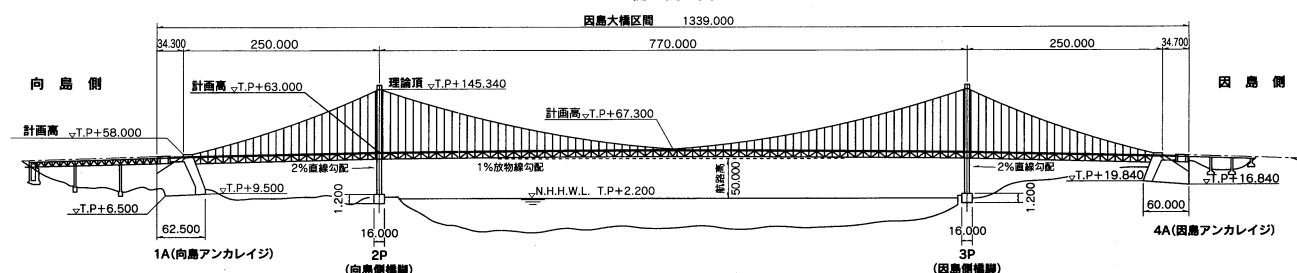 因島大橋区間 1339.000
34.300 250.000 770.000 250.000 34.700
向島側
因島側
計画高 ▽T.P+63.000
理論頂 ▽T.P+145.340
計画高▽T.P+67.300
計画高 ▽T.P+58.000
2%直線勾配
1%放物線勾配
航路高 50.000
2%直線勾配
▽T.P+9.500
N.H.H.W.L. T.P+2.200
▽T.P+19.840
▽T.P+16.840
▽T.P+6.500
1.200
1.200
62.500
16.000
16.000
60.000
1A(向島アンカレイジ)
2P
(向島側橋脚)
3P
(因島側橋脚)
4A(因島アンカレイジ)